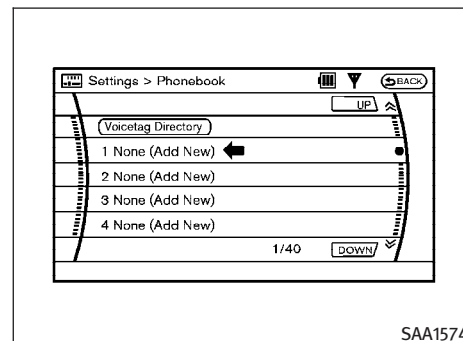 Settings > Phonebook
BACK
UP
Voicetag Directory
1 None (Add New)
2 None (Add New)
3 None (Add New)
4 None (Add New)
1/40
DOWN
SAA1574